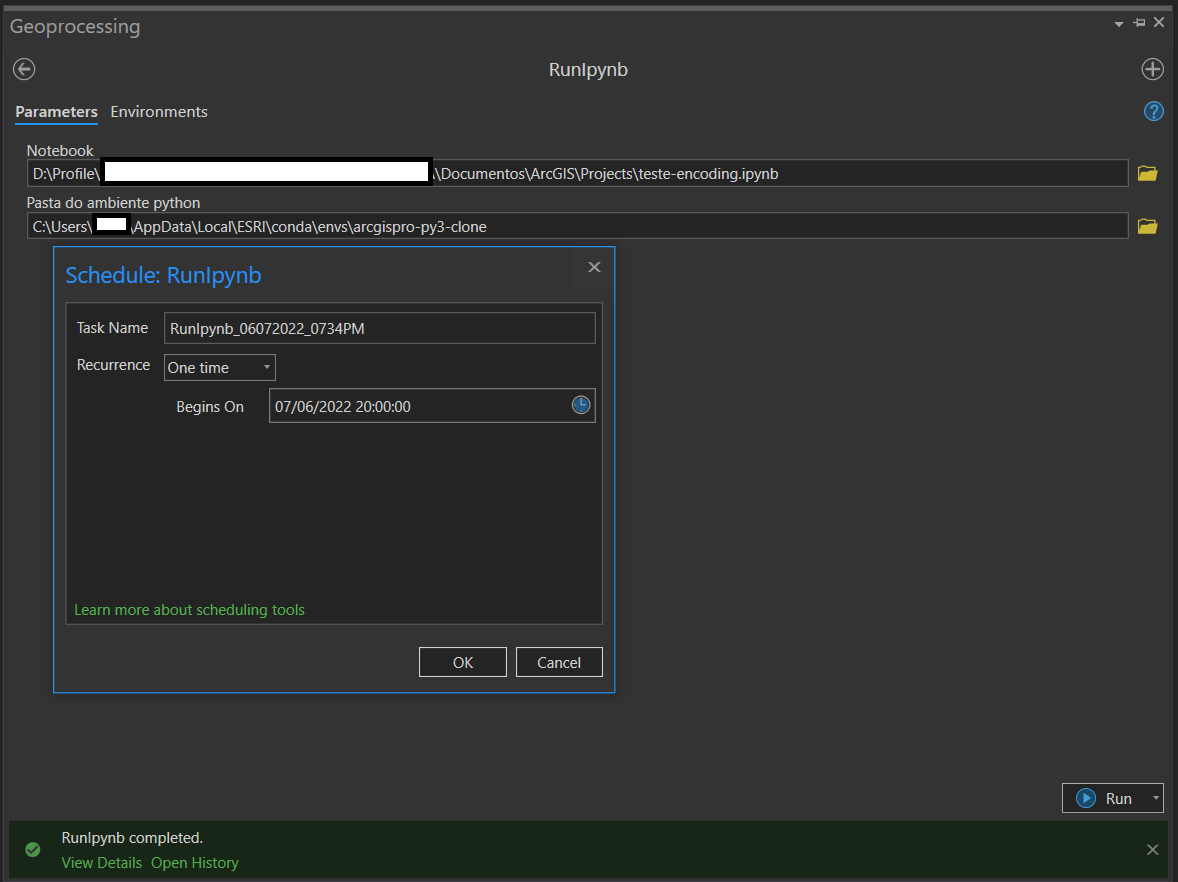 Geoprocessing
RunIpynb
Parameters Environments
Notebook
D:\Profile\ \Documentos\ArcGIS\Projects\teste-encoding.ipynb
Pasta do ambiente python
C:\Users\ \AppData\Local\ESRI\conda\envs\arcgispro-py3-clone
Schedule: RunIpynb
Task Name RunIpynb_06072022_0734PM
Recurrence One time
Begins On 07/06/2022 20:00:00
Learn more about scheduling tools
OK Cancel
Run
RunIpynb completed.
View Details Open History